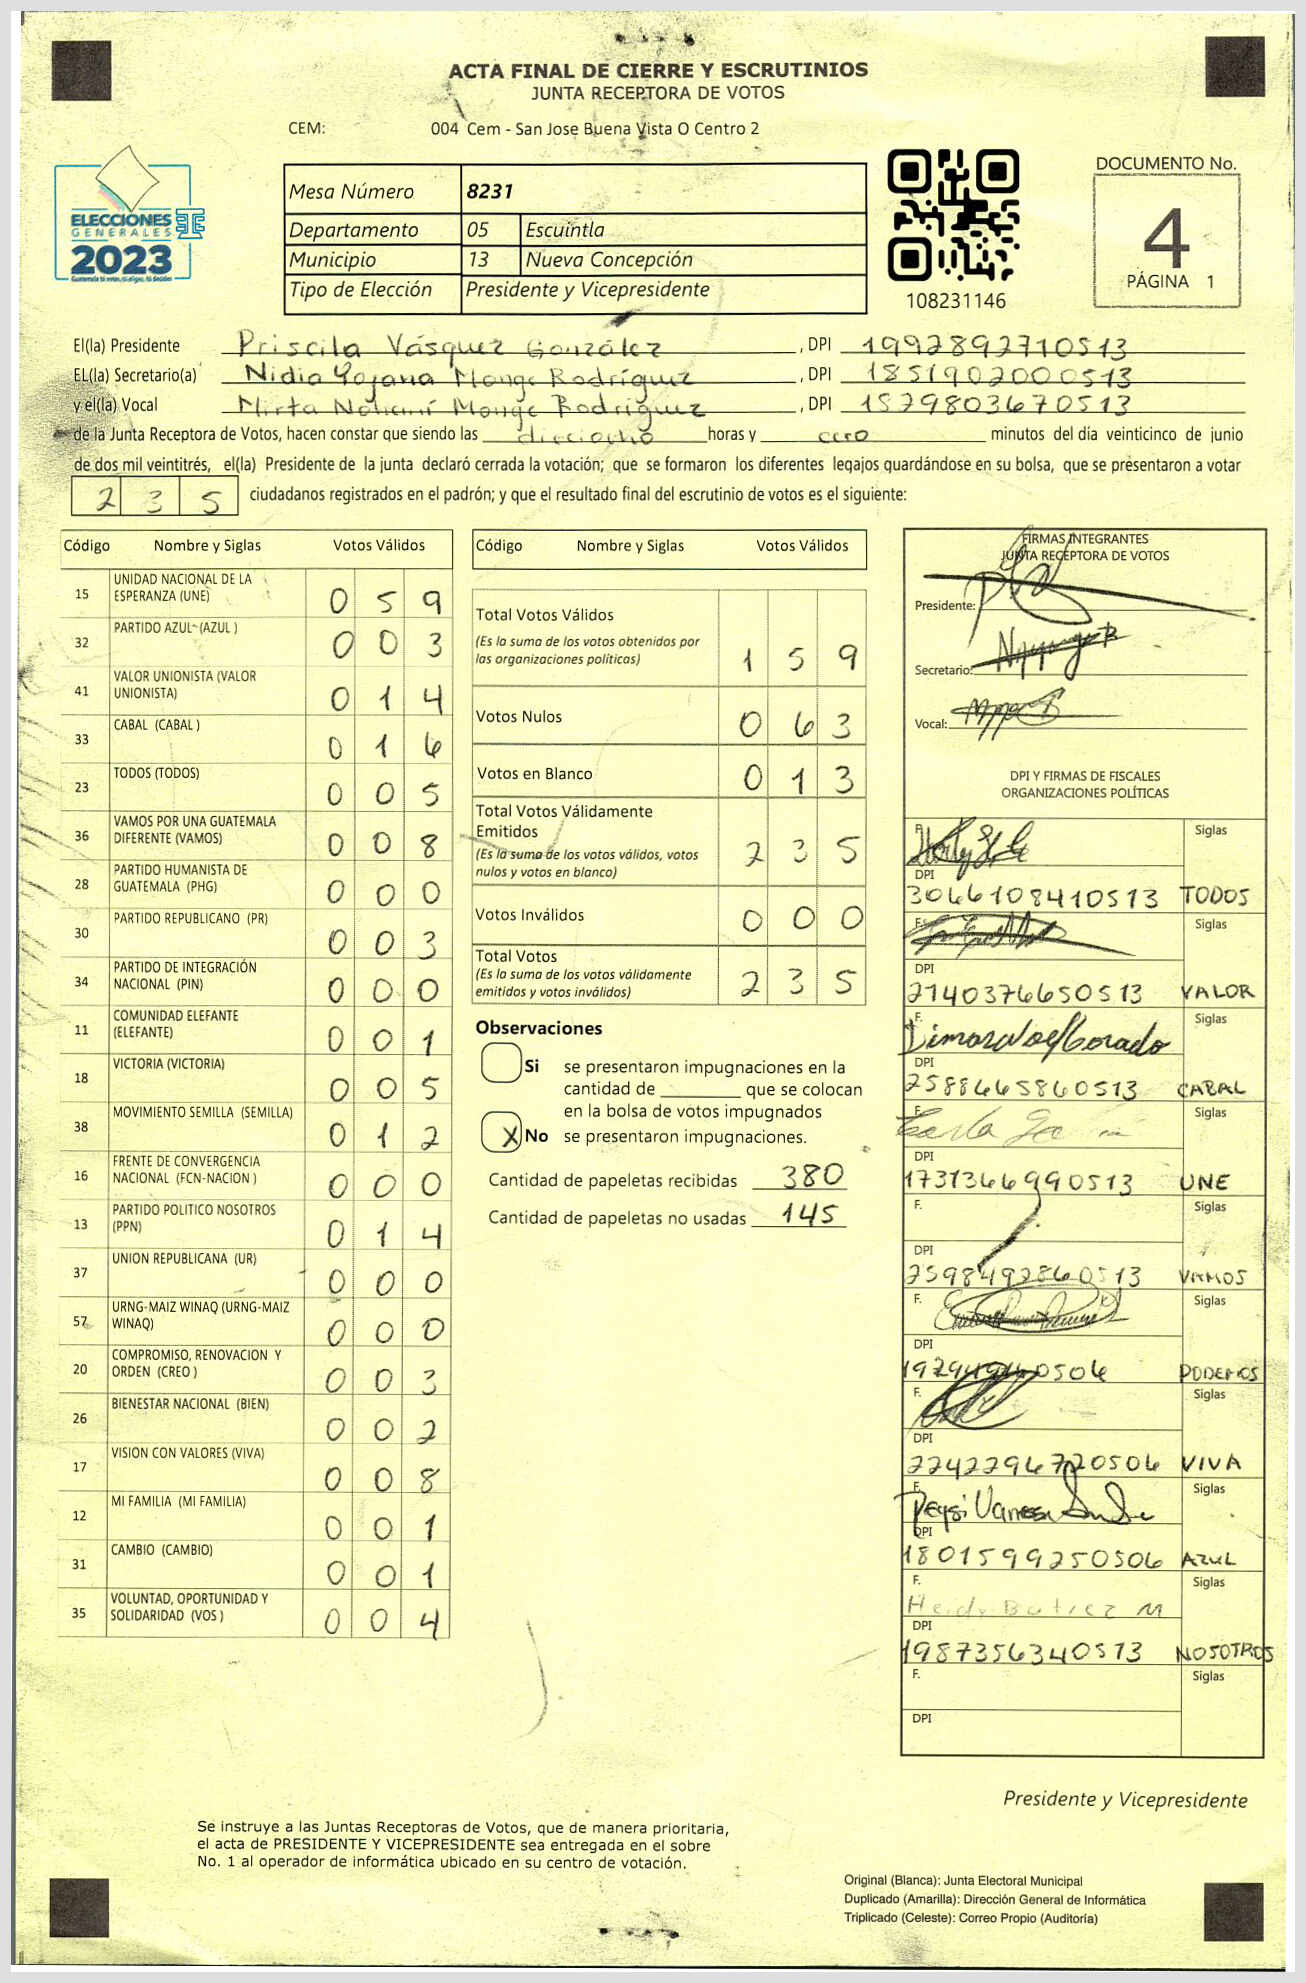 ACTA FINAL DE CIERRE Y ESCRUTINIOS
JUNTA RECEPTORA DE VOTOS
CEM: 004 Cem - San Jose Buena Vista O Centro 2
ELECCIONES
GENERALES
2023
Mesa Número 8231
Departamento 05 Escuintla
Municipio 13 Nueva Concepción
Tipo de Elección Presidente y Vicepresidente
108231146
DOCUMENTO No.
4
PÁGINA 1
El(la) Presidente Priscila Vásquez González, DPI 1992892710513
EL(la) Secretario(a) Nidia Yojana Monge Rodríguez, DPI 1851902000513
y el(la) Vocal Mirta Nohemí Monge Rodríguez, DPI 1579803670513
de la Junta Receptora de Votos, hacen constar que siendo las dieciocho horas y cero minutos del día veinticinco de junio
de dos mil veintitrés, el(la) Presidente de la junta declaró cerrada la votación; que se formaron los diferentes legajos guardándose en su bolsa, que se presentaron a votar
2 3 5 ciudadanos registrados en el padrón; y que el resultado final del escrutinio de votos es el siguiente:
Código Nombre y Siglas Votos Válidos
15 UNIDAD NACIONAL DE LA ESPERANZA (UNE) 0 5 9
32 PARTIDO AZUL (AZUL ) 0 0 3
41 VALOR UNIONISTA (VALOR UNIONISTA) 0 1 4
33 CABAL (CABAL ) 0 1 6
23 TODOS (TODOS) 0 0 5
36 VAMOS POR UNA GUATEMALA DIFERENTE (VAMOS) 0 0 8
28 PARTIDO HUMANISTA DE GUATEMALA (PHG) 0 0 0
30 PARTIDO REPUBLICANO (PR) 0 0 3
34 PARTIDO DE INTEGRACIÓN NACIONAL (PIN) 0 0 0
11 COMUNIDAD ELEFANTE (ELEFANTE) 0 0 1
18 VICTORIA (VICTORIA) 0 0 5
38 MOVIMIENTO SEMILLA (SEMILLA) 0 1 2
16 FRENTE DE CONVERGENCIA NACIONAL (FCN-NACION ) 0 0 0
13 PARTIDO POLITICO NOSOTROS (PPN) 0 1 4
37 UNION REPUBLICANA (UR) 0 0 0
57 URNG-MAIZ WINAQ (URNG-MAIZ WINAQ) 0 0 0
20 COMPROMISO, RENOVACION Y ORDEN (CREO ) 0 0 3
26 BIENESTAR NACIONAL (BIEN) 0 0 2
17 VISION CON VALORES (VIVA) 0 0 8
12 MI FAMILIA (MI FAMILIA) 0 0 1
31 CAMBIO (CAMBIO) 0 0 1
35 VOLUNTAD, OPORTUNIDAD Y SOLIDARIDAD (VOS ) 0 0 4
Código Nombre y Siglas Votos Válidos
Total Votos Válidos
(Es la suma de los votos obtenidos por
las organizaciones políticas) 1 5 9
Votos Nulos 0 6 3
Votos en Blanco 0 1 3
Total Votos Válidamente
Emitidos
(Es la suma de los votos válidos, votos
nulos y votos en blanco) 2 3 5
Votos Inválidos 0 0 0
Total Votos
(Es la suma de los votos válidamente
emitidos y votos inválidos) 2 3 5
Observaciones
Si se presentaron impugnaciones en la
cantidad de ________ que se colocan
en la bolsa de votos impugnados
X No se presentaron impugnaciones.
Cantidad de papeletas recibidas 380
Cantidad de papeletas no usadas 145
FIRMAS INTEGRANTES
JUNTA RECEPTORA DE VOTOS
Presidente:
Secretario:
Vocal:
DPI Y FIRMAS DE FISCALES
ORGANIZACIONES POLÍTICAS
F. Siglas
DPI
3066108410513 TODOS
F. Siglas
DPI
2740376650513 VALOR
F. Siglas
DPI
2588665860513 CABAL
F. Karla Siglas
DPI
1731366990513 UNE
F. Siglas
DPI
2598492860513 VAMOS
F. Siglas
DPI
0506 PODEMOS
F. Siglas
DPI
2242296720506 VIVA
F. Deysi Vanessa Siglas
DPI
1801599250506 AZUL
F. Siglas
Heidy Batrez M
DPI
1987356340513 NOSOTROS
F. Siglas
DPI
Presidente y Vicepresidente
Se instruye a las Juntas Receptoras de Votos, que de manera prioritaria,
el acta de PRESIDENTE Y VICEPRESIDENTE sea entregada en el sobre
No. 1 al operador de informática ubicado en su centro de votación.
Original (Blanca): Junta Electoral Municipal
Duplicado (Amarilla): Dirección General de Informática
Triplicado (Celeste): Correo Propio (Auditoría)